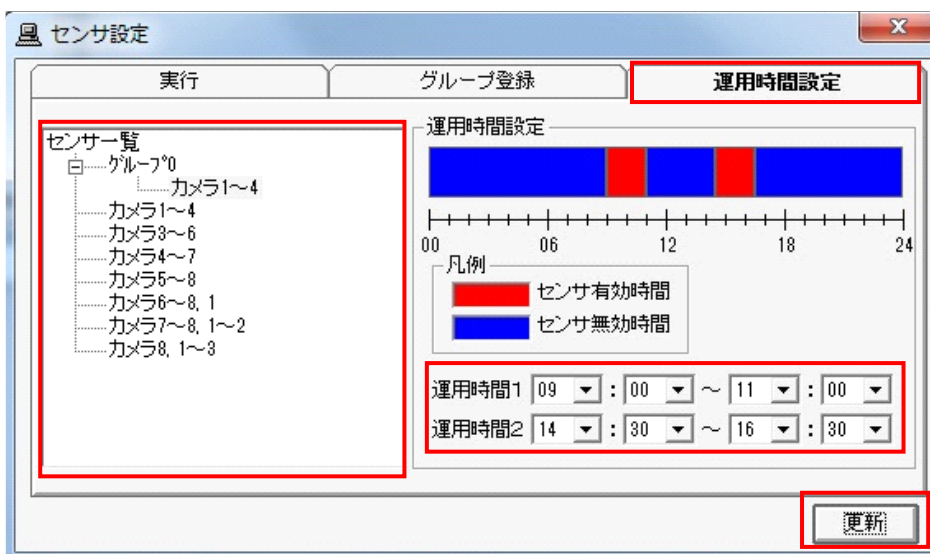 センサ設定
実行 グループ登録 運用時間設定
センサ一覧
グループ0
カメラ1～4
カメラ1～4
カメラ3～6
カメラ4～7
カメラ5～8
カメラ6～8, 1
カメラ7～8, 1～2
カメラ8, 1～3
運用時間設定
00 06 12 18 24
凡例
センサ有効時間
センサ無効時間
運用時間1 09 : 00 ～ 11 : 00
運用時間2 14 : 30 ～ 16 : 30
更新